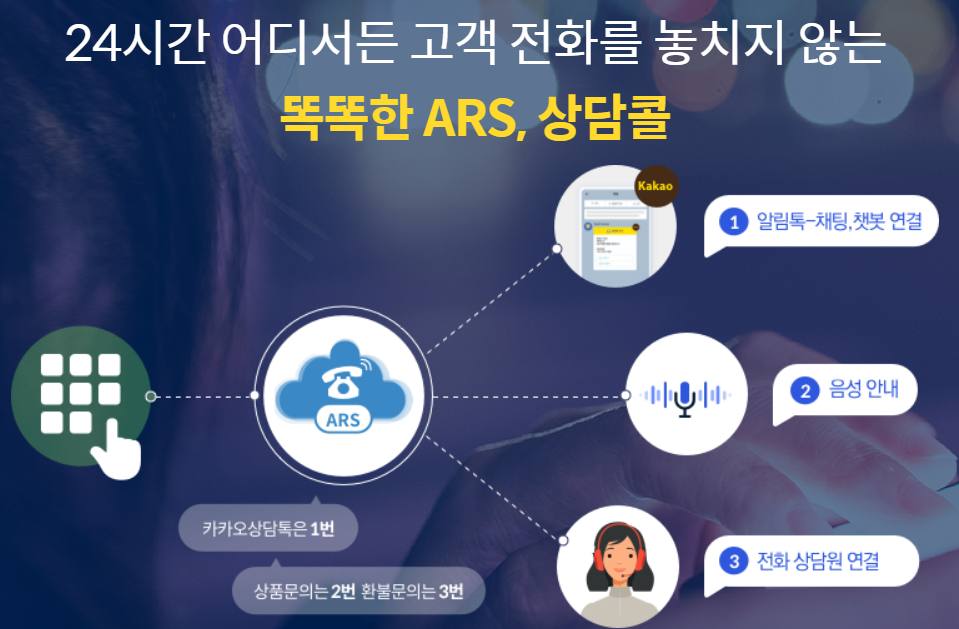 24시간 어디서든 고객 전화를 놓치지 않는
똑똑한 ARS, 상담콜
Kakao
1 알림톡-채팅, 챗봇 연결
ARS
2 음성 안내
카카오상담톡은 1번
상품문의는 2번 환불문의는 3번
3 전화 상담원 연결